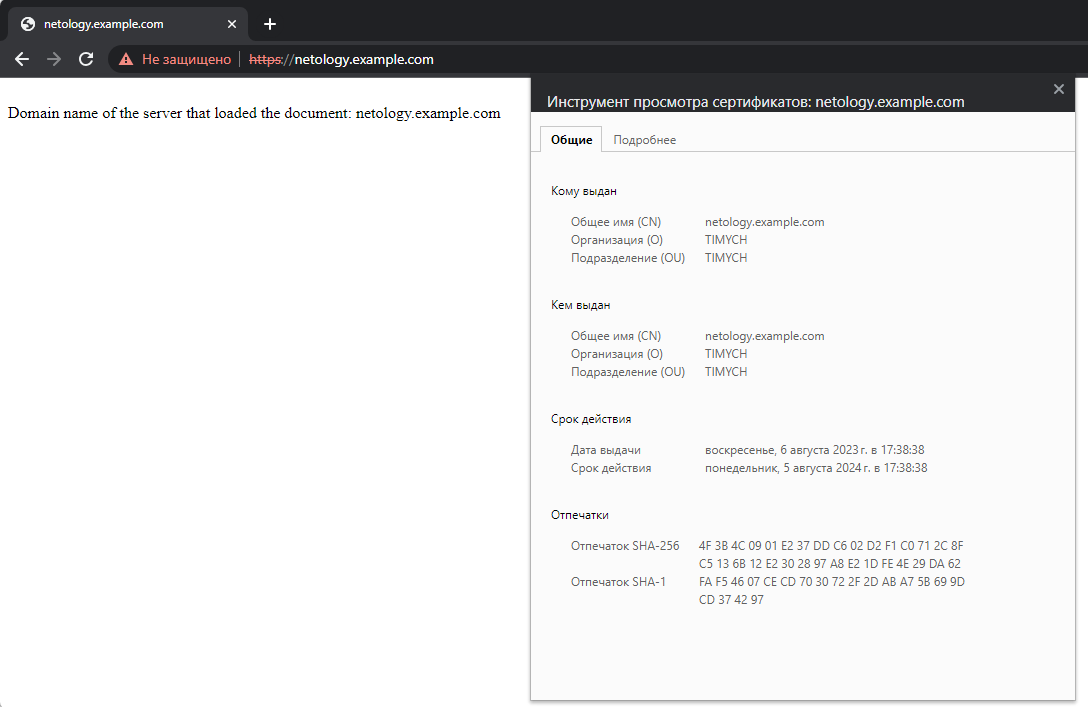 netology.example.com
Не защищено https://netology.example.com
Domain name of the server that loaded the document: netology.example.com
Инструмент просмотра сертификатов: netology.example.com
Общие Подробнее
Кому выдан
Общее имя (CN) netology.example.com
Организация (O) TIMYCH
Подразделение (OU) TIMYCH
Кем выдан
Общее имя (CN) netology.example.com
Организация (O) TIMYCH
Подразделение (OU) TIMYCH
Срок действия
Дата выдачи воскресенье, 6 августа 2023 г. в 17:38:38
Срок действия понедельник, 5 августа 2024 г. в 17:38:38
Отпечатки
Отпечаток SHA-256 4F 3B 4C 09 01 E2 37 DD C6 02 D2 F1 C0 71 2C 8F
C5 13 6B 12 E2 30 28 97 A8 E2 1D FE 4E 29 DA 62
Отпечаток SHA-1 FA F5 46 07 CE CD 70 30 72 2F 2D AB A7 5B 69 9D
CD 37 42 97